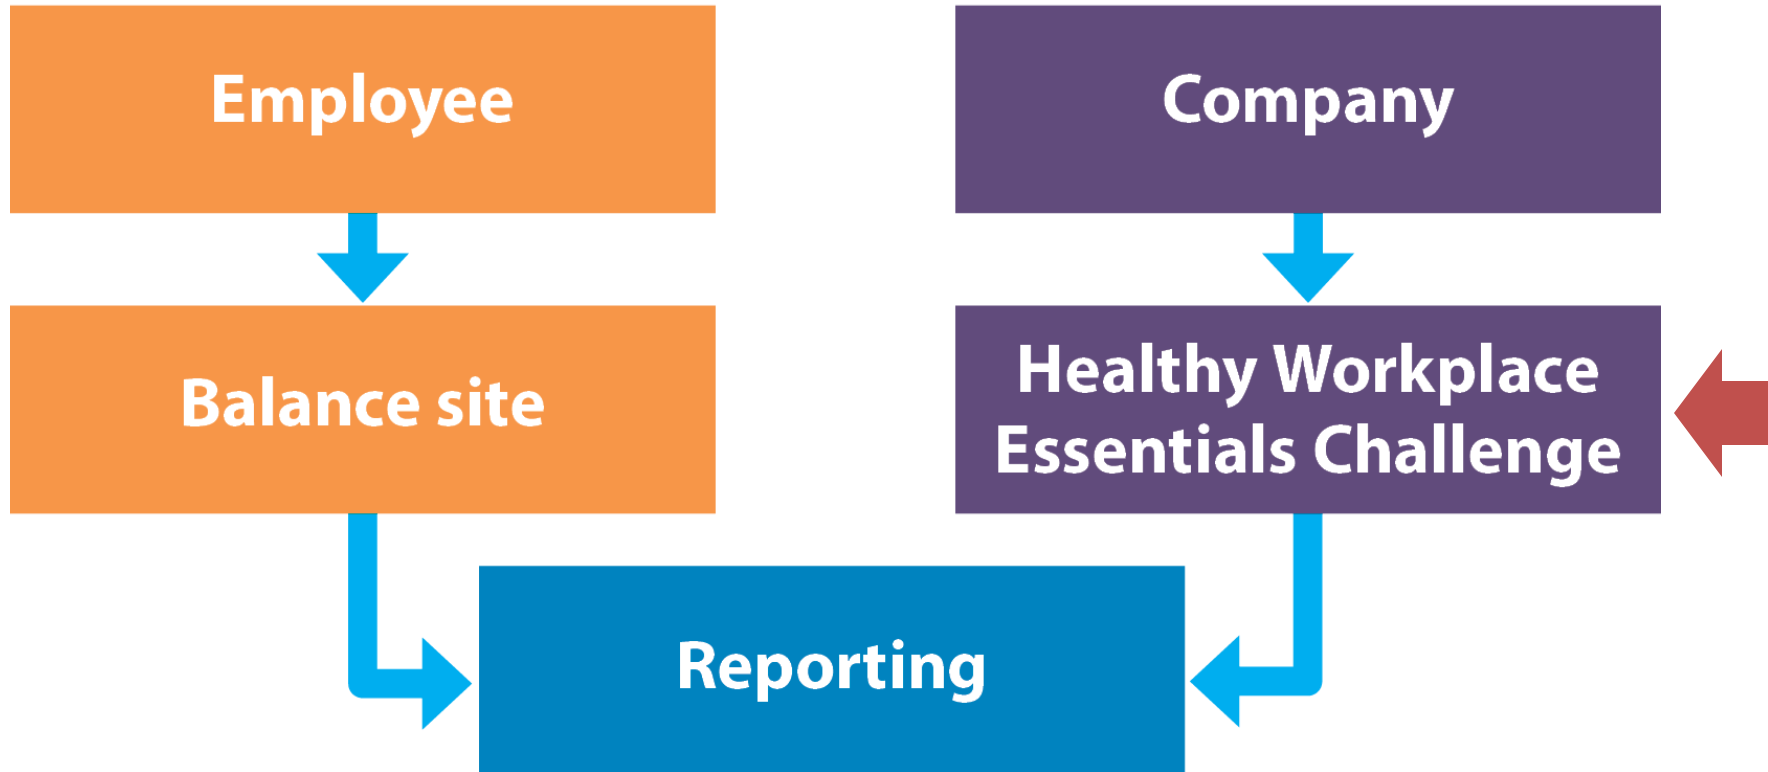 Employee
Company
Balance site
Healthy Workplace
Essentials Challenge
Reporting